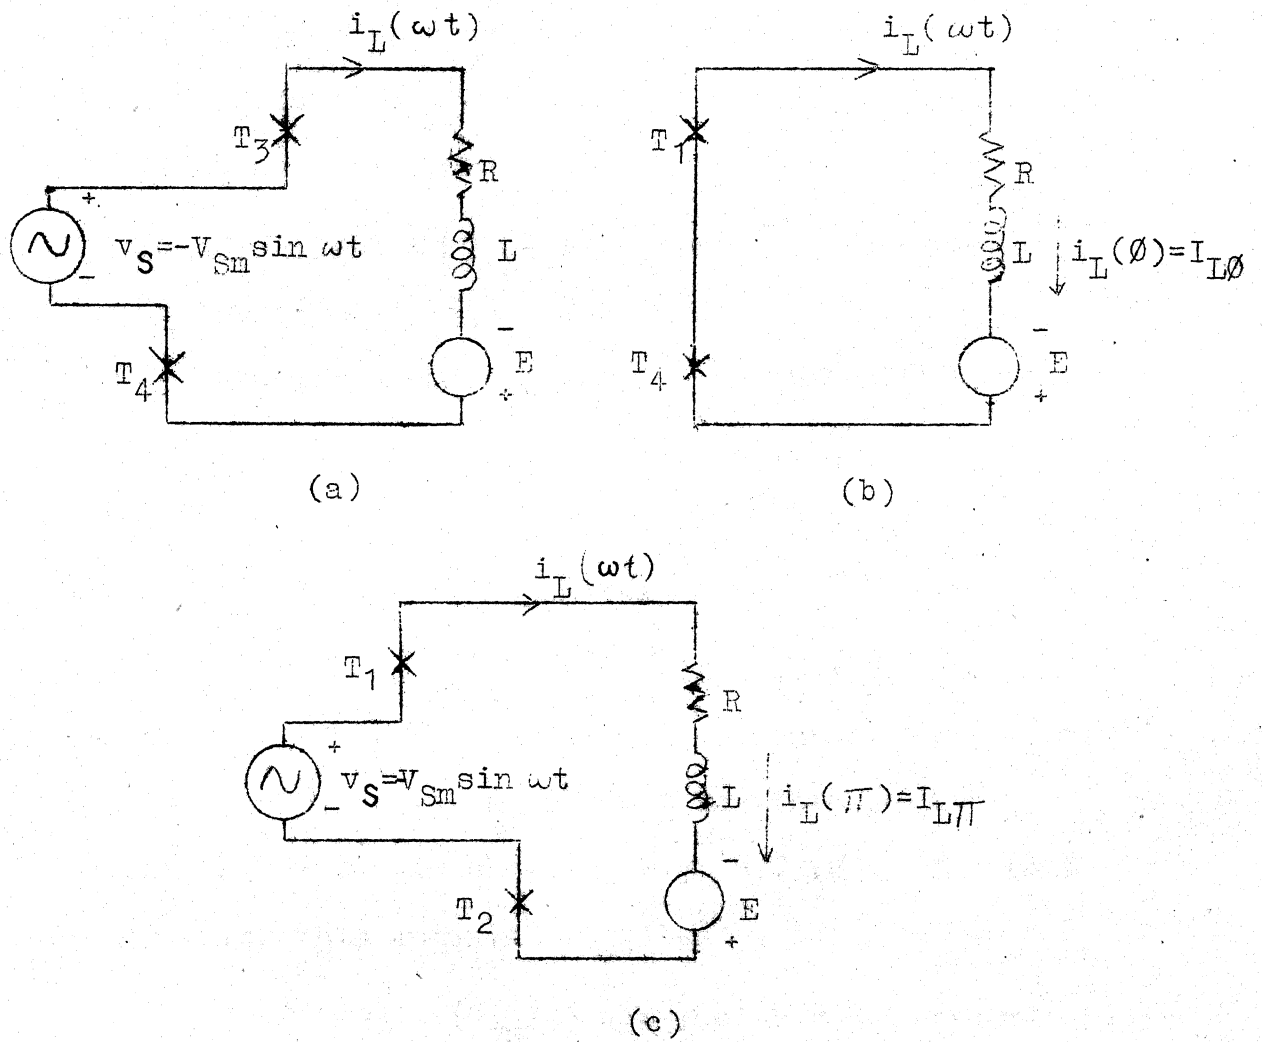 i_L(ωt)
T_3
R
+
v_S=-V_Sm sin ωt
L
-
-
T_4
E
+
(a)
i_L(ωt)
T_1
R
L
i_L(Ø)=I_LØ
-
T_4
E
+
(b)
i_L(ωt)
T_1
R
+
v_S=V_Sm sin ωt
-
L
i_L(π)=I_Lπ
-
T_2
E
+
(c)